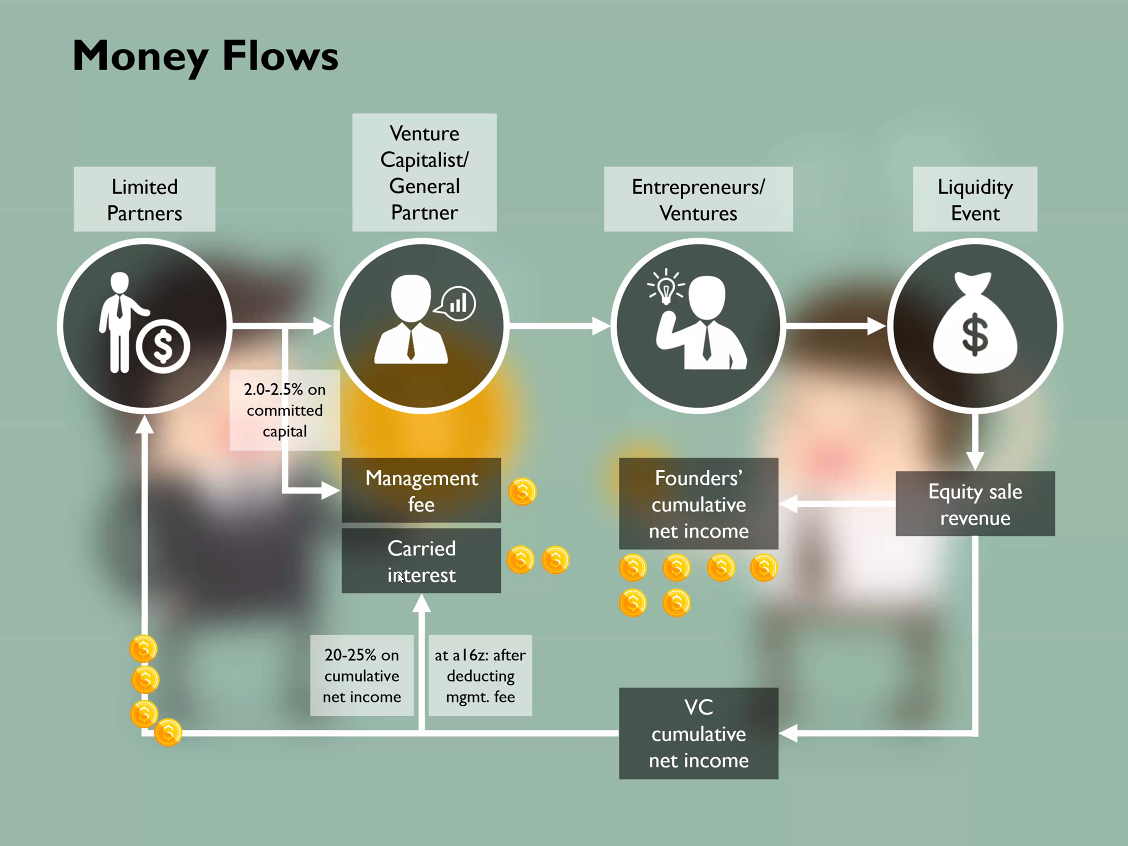 Money Flows
Limited
Partners
Venture
Capitalist/
General
Partner
Entrepreneurs/
Ventures
Liquidity
Event
$
$
2.0-2.5% on
committed
capital
Management
fee
Carried
interest
Founders’
cumulative
net income
Equity sale
revenue
20-25% on
cumulative
net income
at a16z: after
deducting
mgmt. fee
VC
cumulative
net income